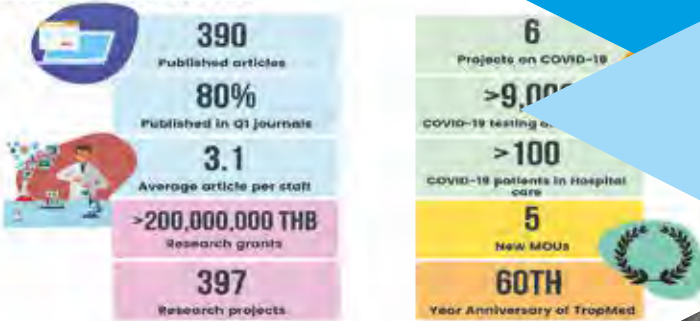 390
Published articles
80%
Published in Q1 journals
3.1
Average article per staff
>200,000,000 THB
Research grants
397
Research projects
6
Projects on COVID-19
COVID-19 testing
>100
COVID-19 patients in Hospital
care
5
New MOUs
60TH
Year Anniversary of TropMed